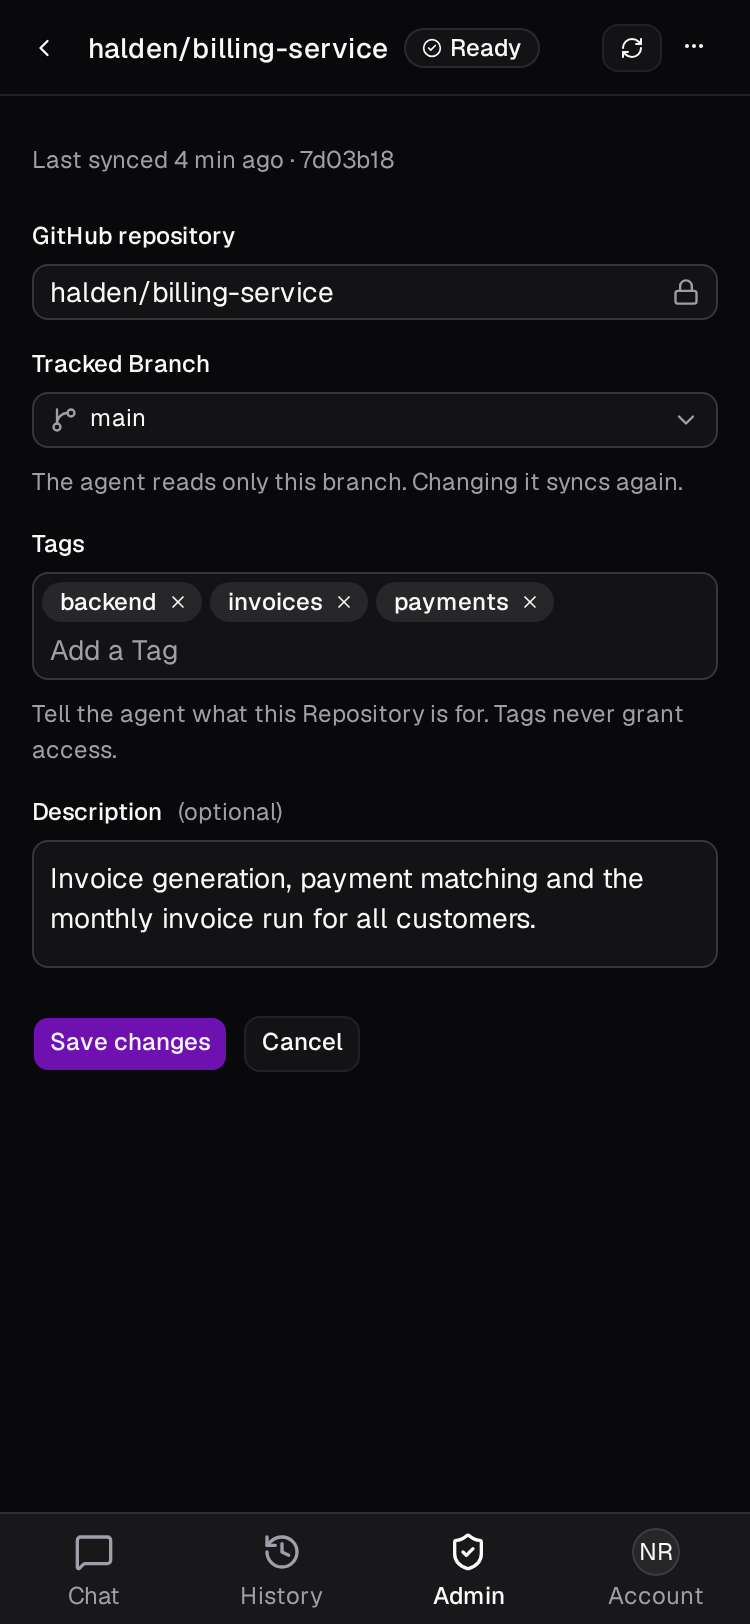 halden/billing-service
Ready
Last synced 4 min ago · 7d03b18
GitHub repository
halden/billing-service
Tracked Branch
main
The agent reads only this branch. Changing it syncs again.
Tags
backend invoices payments
Add a Tag
Tell the agent what this Repository is for. Tags never grant
access.
Description (optional)
Invoice generation, payment matching and the
monthly invoice run for all customers.
Save changes Cancel
NR
Chat History Admin Account